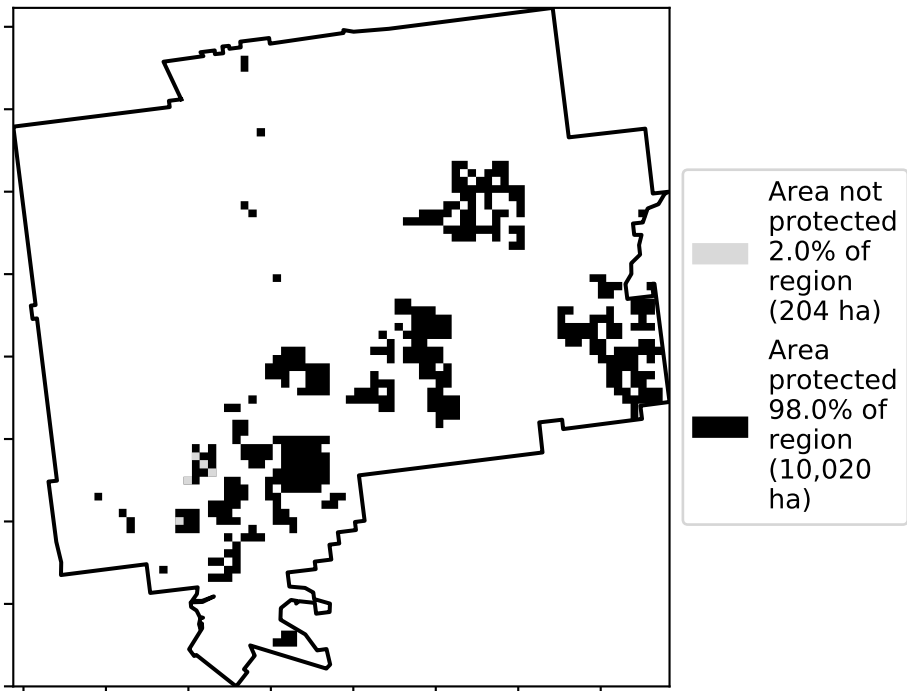 Area not
protected
2.0% of
region
(204 ha)
Area
protected
98.0% of
region
(10,020
ha)